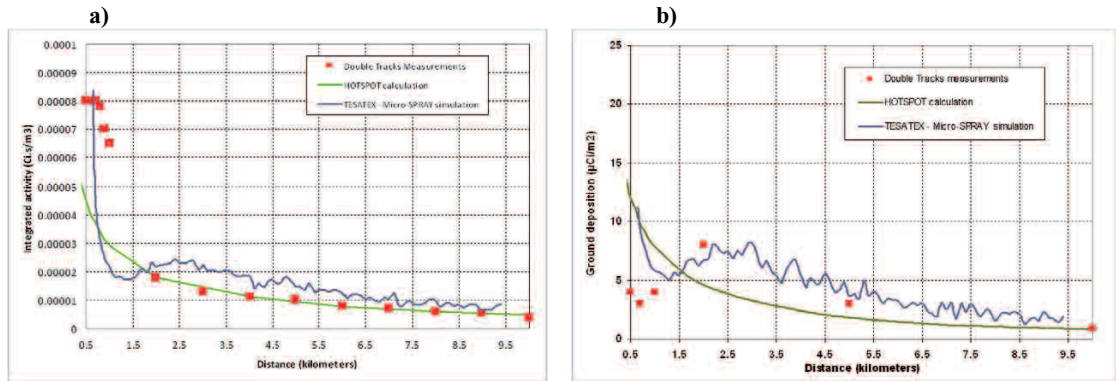 a)
0.0001
0.00009
0.00008
0.00007
0.00006
0.00005
0.00004
0.00003
0.00002
0.00001
0
Integrated activity (Ci.s/m3)
Double Tracks Measurements
HOTSPOT calculation
TESATEX - Micro-SPRAY simulation
0.5 1.5 2.5 3.5 4.5 5.5 6.5 7.5 8.5 9.5
Distance (kilometers)
b)
25
20
15
10
5
0
Ground deposition (µCi/m2)
Double Tracks measurements
HOTSPOT calculation
TESATEX - Micro-SPRAY simulation
0.5 1.5 2.5 3.5 4.5 5.5 6.5 7.5 8.5 9.5
Distance (kilometers)